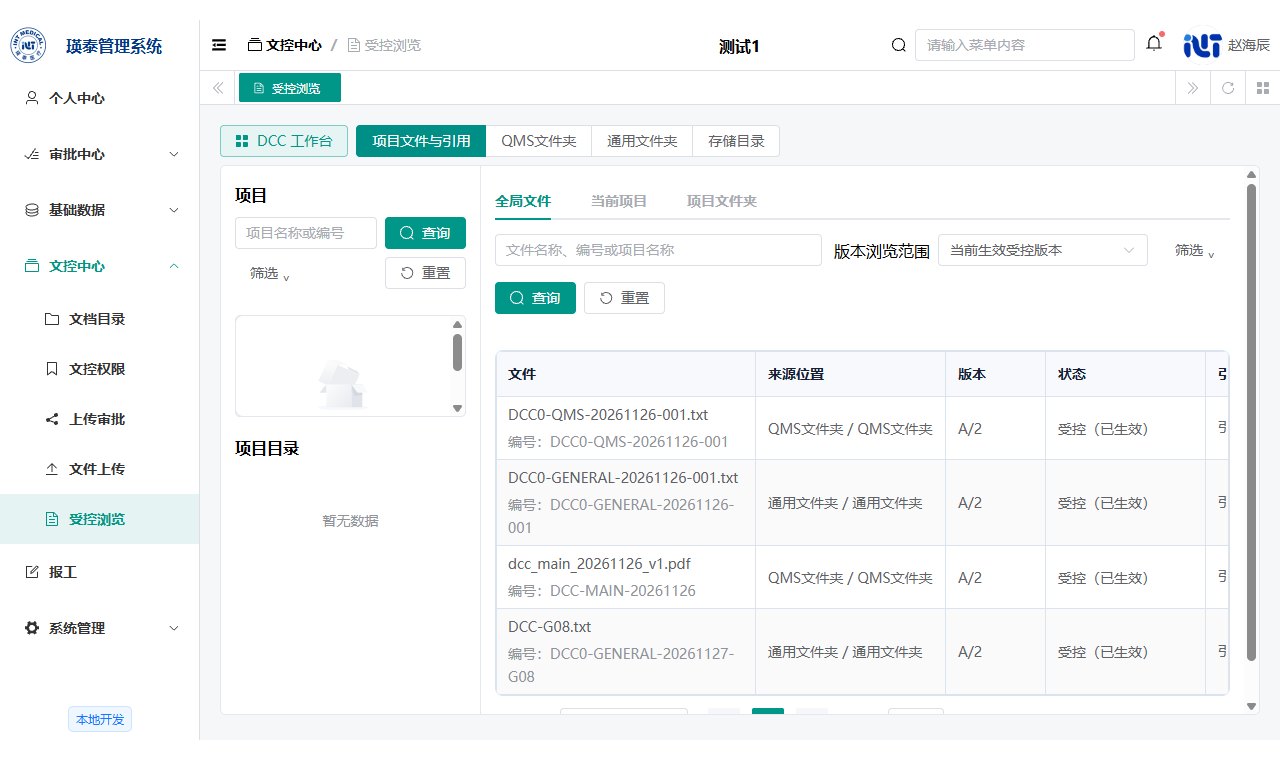 INT MEDICAL
瑛泰管理系统
文控中心 / 受控浏览
测试1
请输入菜单内容
赵海辰
受控浏览
个人中心
审批中心
基础数据
文控中心
文档目录
文控权限
上传审批
文件上传
受控浏览
报工
系统管理
本地开发
DCC 工作台
项目文件与引用
QMS文件夹
通用文件夹
存储目录
项目
项目名称或编号
查询
筛选
重置
项目目录
暂无数据
全局文件
当前项目
项目文件夹
文件名称、编号或项目名称
版本浏览范围
当前生效受控版本
筛选
查询
重置
文件 来源位置 版本 状态 引
DCC0-QMS-20261126-001.txt
编号：DCC0-QMS-20261126-001
QMS文件夹 / QMS文件夹
A/2
受控（已生效）
引
DCC0-GENERAL-20261126-001.txt
编号：DCC0-GENERAL-20261126-
001
通用文件夹 / 通用文件夹
A/2
受控（已生效）
引
dcc_main_20261126_v1.pdf
编号：DCC-MAIN-20261126
QMS文件夹 / QMS文件夹
A/2
受控（已生效）
引
DCC-G08.txt
编号：DCC0-GENERAL-20261127-
G08
通用文件夹 / 通用文件夹
A/2
受控（已生效）
引